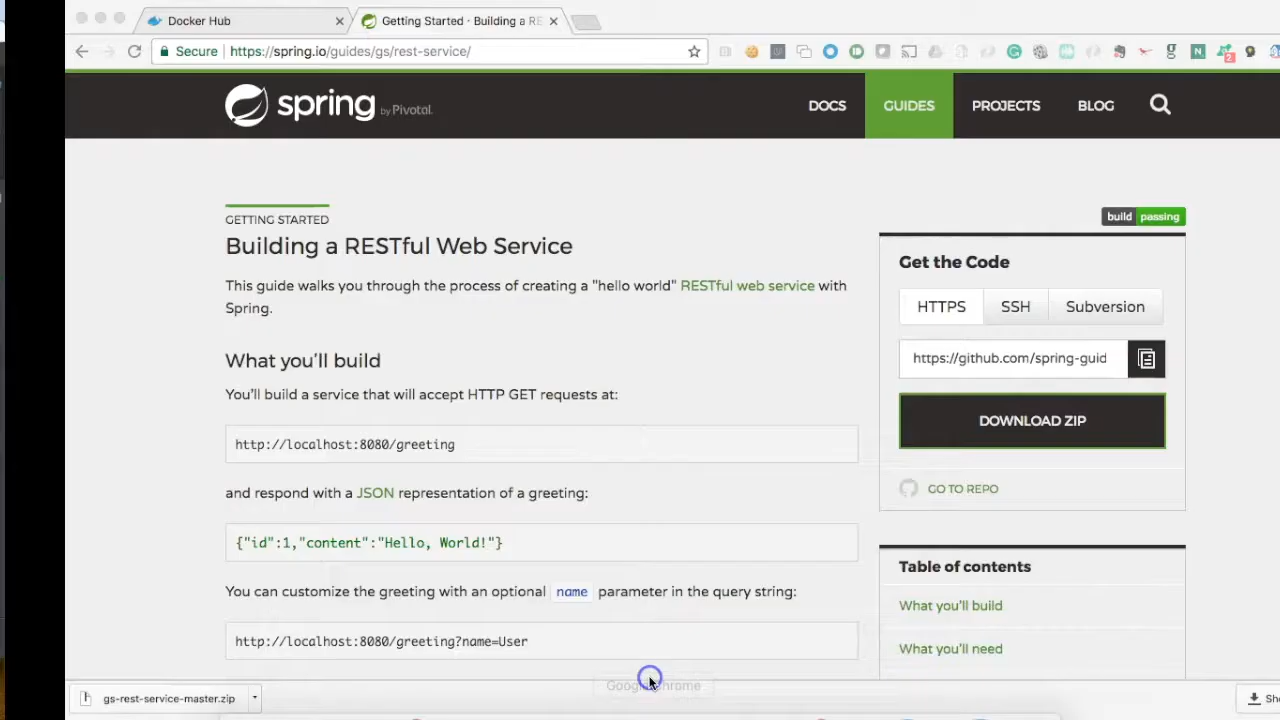 Docker Hub
Getting Started · Building a RE
Secure
https://spring.io/guides/gs/rest-service/
2
spring by Pivotal.
DOCS
GUIDES
PROJECTS
BLOG
GETTING STARTED
Building a RESTful Web Service
This guide walks you through the process of creating a "hello world" RESTful web service with
Spring.
What you'll build
You'll build a service that will accept HTTP GET requests at:
http://localhost:8080/greeting
and respond with a JSON representation of a greeting:
{"id":1,"content":"Hello, World!"}
You can customize the greeting with an optional name parameter in the query string:
http://localhost:8080/greeting?name=User
build passing
Get the Code
HTTPS
SSH
Subversion
https://github.com/spring-guid
DOWNLOAD ZIP
GO TO REPO
Table of contents
What you'll build
What you'll need
Google Chrome
gs-rest-service-master.zip
Sho